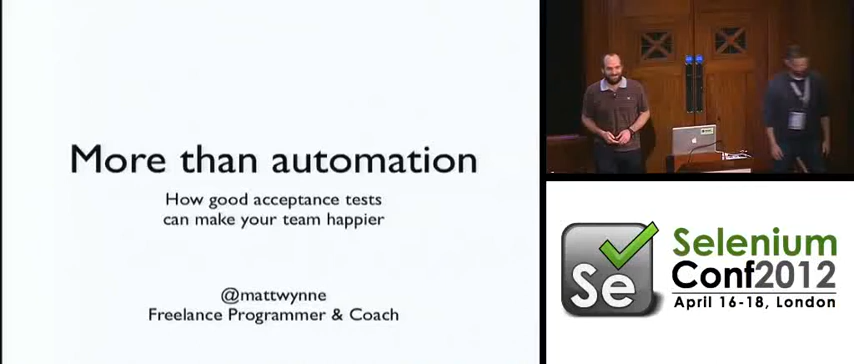 More than automation
How good acceptance tests
can make your team happier
@mattwynne
Freelance Programmer & Coach
Se
Selenium
Conf2012
April 16-18, London